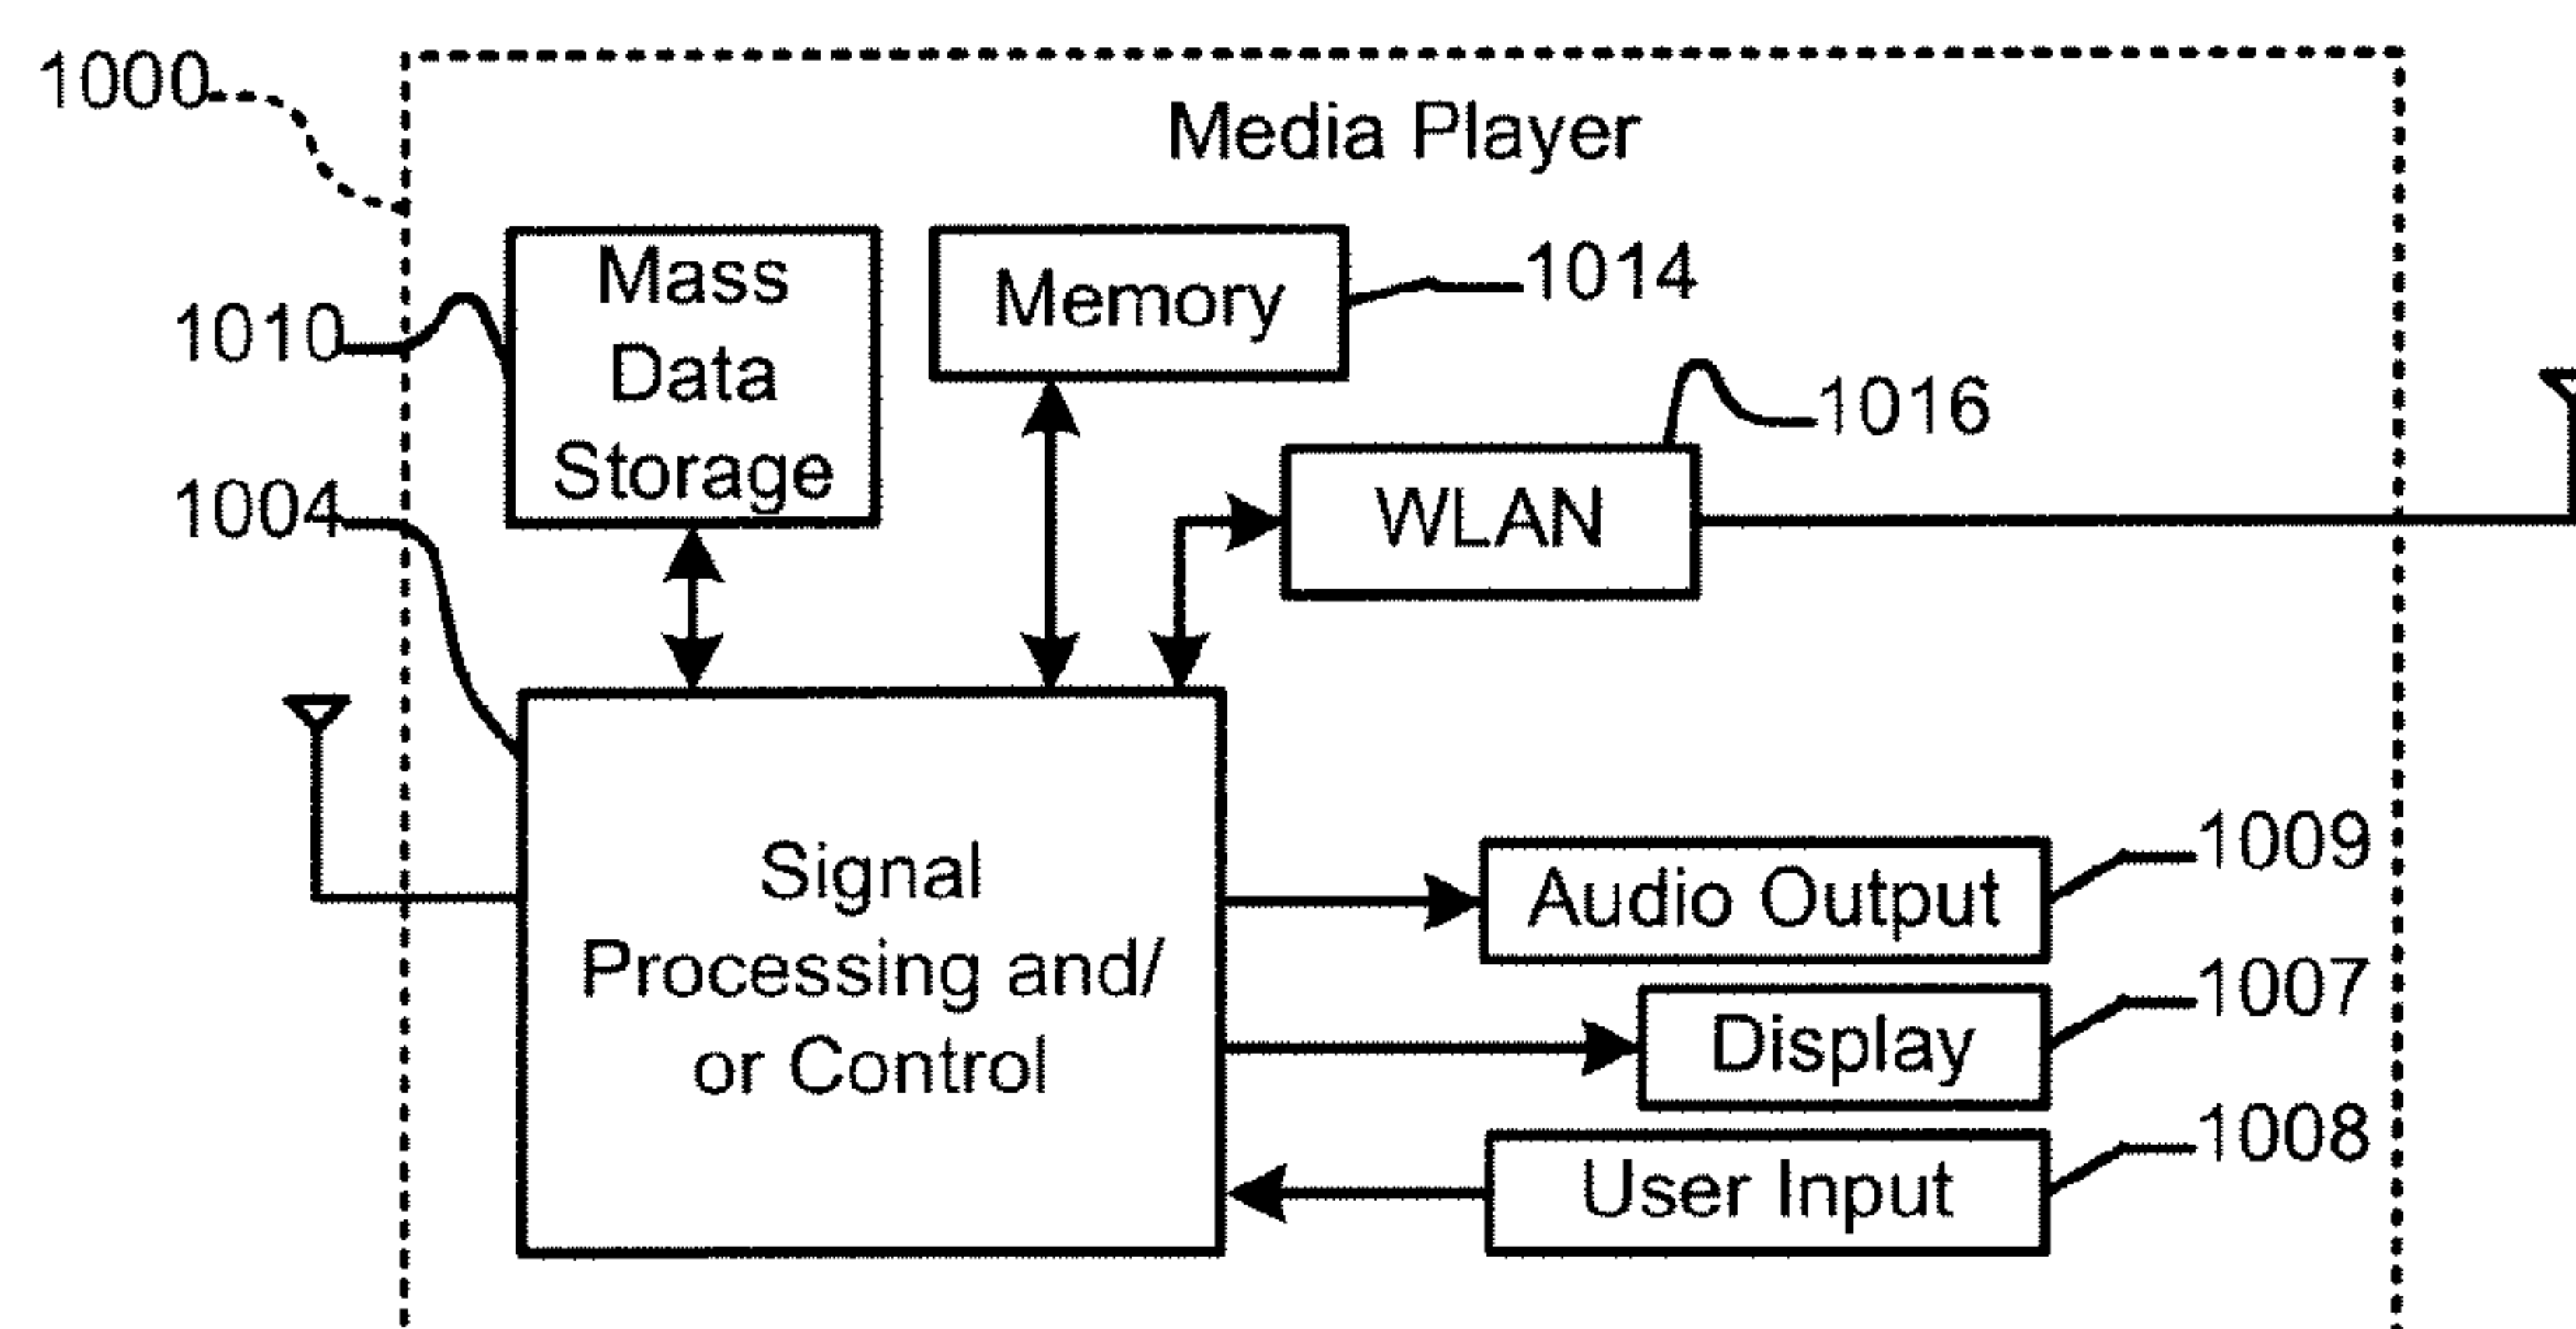 1000
Media Player
Mass
Data
Storage
Memory
1014
1010
1016
1004
WLAN
Signal
Processing and/
or Control
1009
Audio Output
1007
Display
1008
User Input